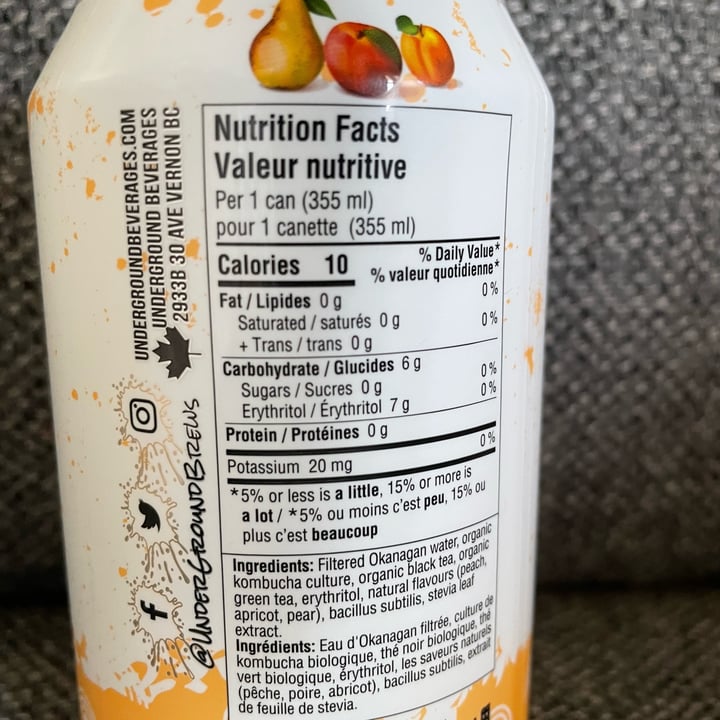 UNDERGROUNDBEVERAGES.COM
UNDERGROUND BEVERAGES
2933B 30 AVE VERNON BC
@UNDERGROUNDBREWS
Nutrition Facts
Valeur nutritive
Per 1 can (355 ml)
pour 1 canette (355 ml)
Calories 10
% Daily Value*
% valeur quotidienne*
Fat / Lipides 0 g 0 %
Saturated / saturés 0 g 0 %
+ Trans / trans 0 g
Carbohydrate / Glucides 6 g
Sugars / Sucres 0 g 0 %
Erythritol / Érythritol 7 g 0 %
Protein / Protéines 0 g
Potassium 20 mg 0 %
*5% or less is a little, 15% or more is
a lot / *5% ou moins c'est peu, 15% ou
plus c'est beaucoup
Ingredients: Filtered Okanagan water, organic
kombucha culture, organic black tea, organic
green tea, erythritol, natural flavours (peach,
apricot, pear), bacillus subtilis, stevia leaf
extract.
Ingrédients: Eau d'Okanagan filtrée, culture de
kombucha biologique, thé noir biologique, thé
vert biologique, érythritol, les saveurs naturels
(pêche, poire, abricot), bacillus subtilis, extrait
de feuille de stevia.